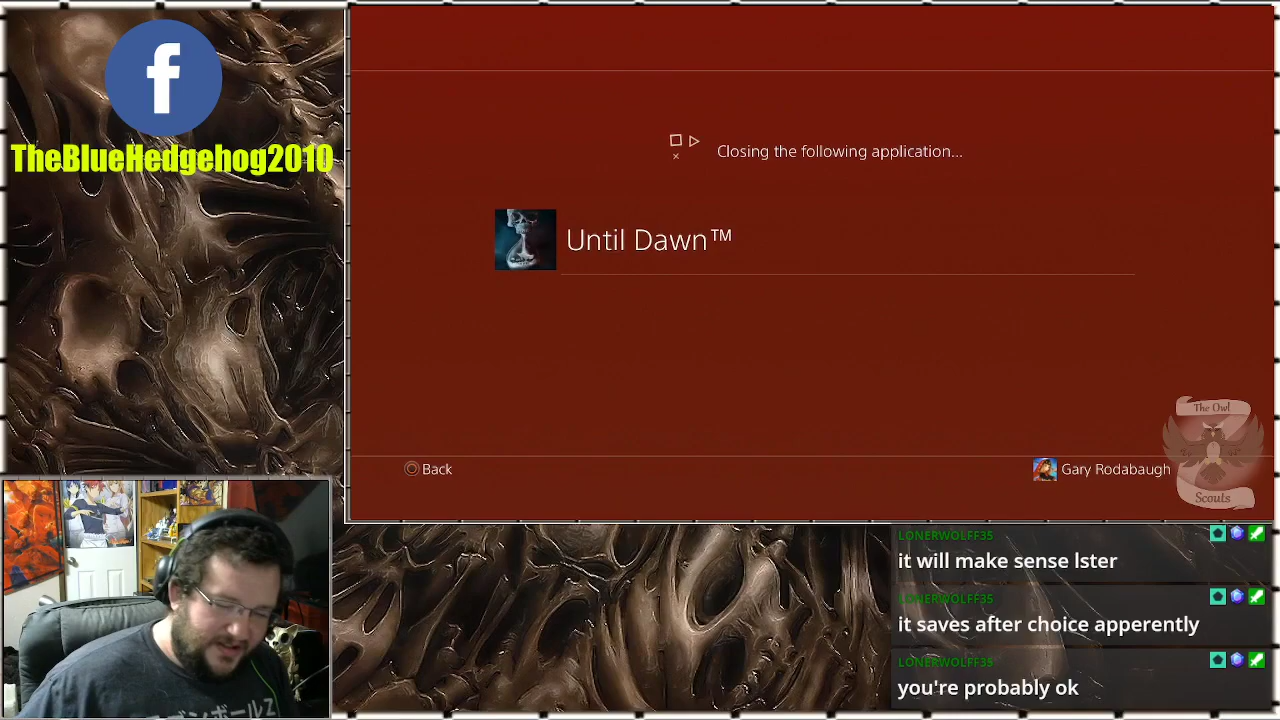 f
TheBlueHedgehog2010
Closing the following application...
Until Dawn™
Back
Gary Rodabaugh
The Owl
Scouts
LONERWOLFF35
it will make sense lster
LONERWOLFF35
it saves after choice apperently
LONERWOLFF35
you're probably ok